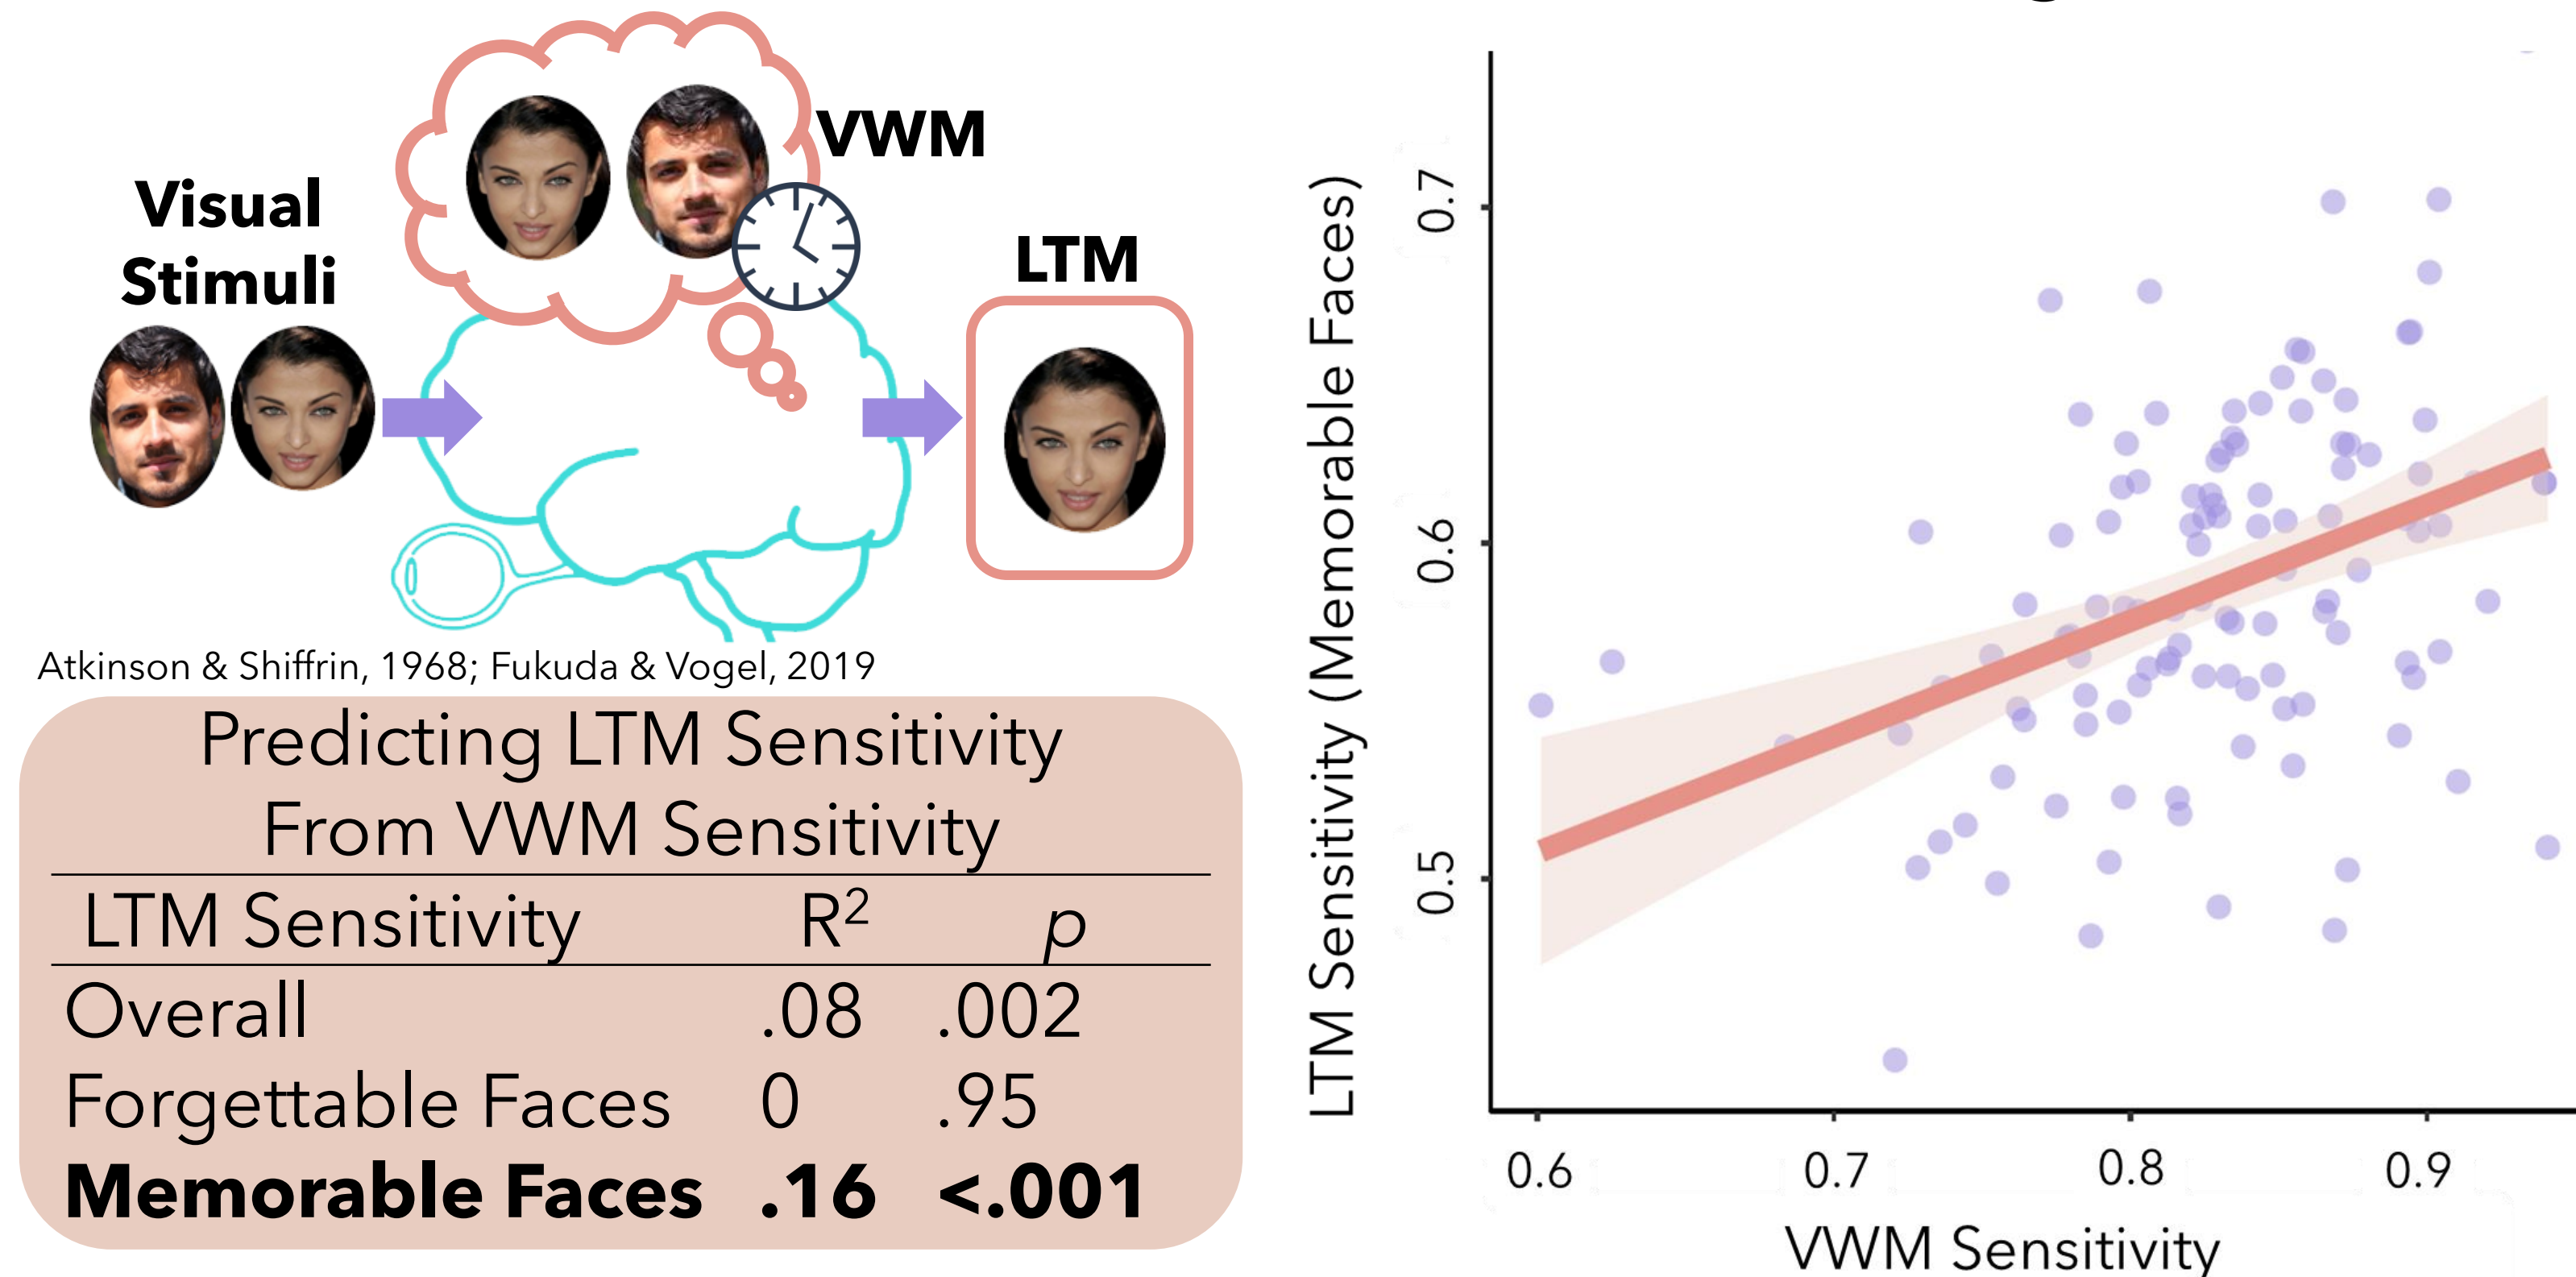 Visual
Stimuli
VWM
LTM
Atkinson & Shiffrin, 1968; Fukuda & Vogel, 2019
Predicting LTM Sensitivity
From VWM Sensitivity
LTM Sensitivity R² p
Overall .08 .002
Forgettable Faces 0 .95
Memorable Faces .16 <.001
LTM Sensitivity (Memorable Faces)
0.7
0.6
0.5
0.6 0.7 0.8 0.9
VWM Sensitivity